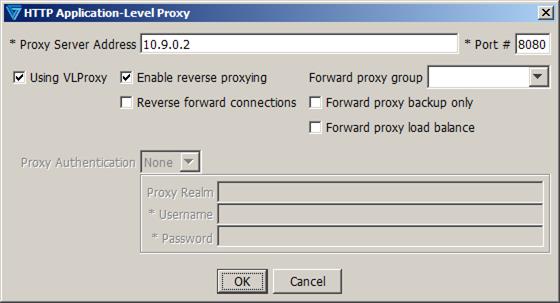 HTTP Application-Level Proxy
* Proxy Server Address 10.9.0.2 * Port # 8080
Using VLProxy Enable reverse proxying Forward proxy group
Reverse forward connections Forward proxy backup only
Forward proxy load balance
Proxy Authentication None
Proxy Realm
* Username
* Password
OK Cancel